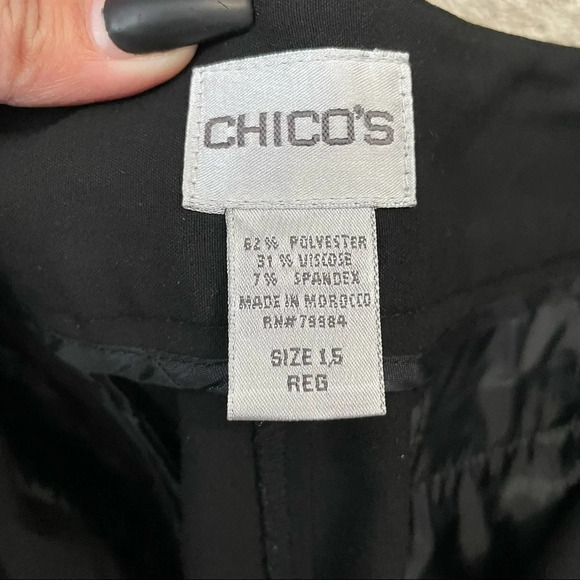 CHICO'S
62% POLYESTER
31% VISCOSE
7% SPANDEX
MADE IN MOROCCO
RN# 79984
SIZE 1,5
REG